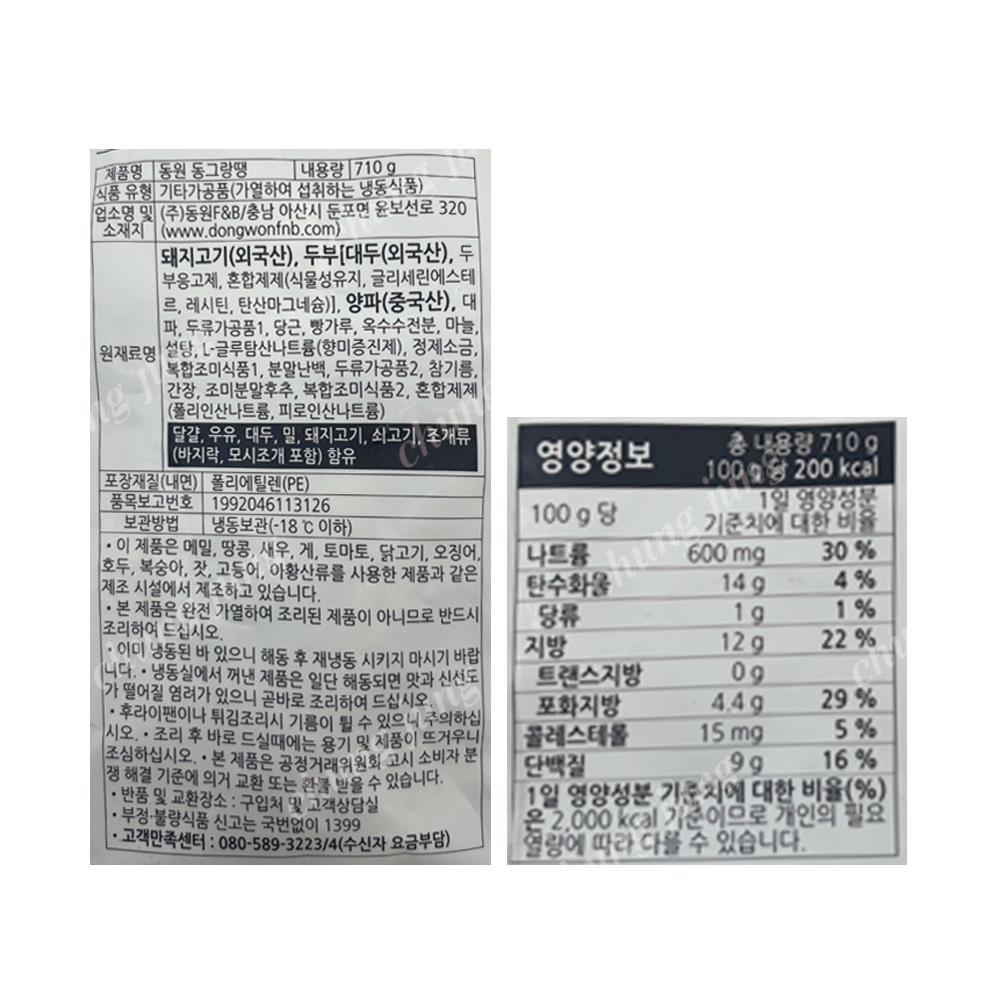 제품명 동원 동그랑땡 내용량 710 g
식품 유형 기타가공품(가열하여 섭취하는 냉동식품)
업소명 및 소재지 (주)동원F&B/충남 아산시 둔포면 윤보선로 320
(www.dongwonfnb.com)
원재료명
돼지고기(외국산), 두부[대두(외국산), 두
부응고제, 혼합제제(식물성유지, 글리세린에스테
르, 레시틴, 탄산마그네슘)], 양파(중국산), 대
파, 두류가공품1, 당근, 빵가루, 옥수수전분, 마늘,
설탕, L-글루탐산나트륨(향미증진제), 정제소금,
복합조미식품1, 분말난백, 두류가공품2, 참기름,
간장, 조미분말후추, 복합조미식품2, 혼합제제
(폴리인산나트륨, 피로인산나트륨)
달걀, 우유, 대두, 밀, 돼지고기, 쇠고기, 조개류
(바지락, 모시조개 포함) 함유
포장재질(내면) 폴리에틸렌(PE)
품목보고번호 1992046113126
보관방법 냉동보관(-18 ℃ 이하)
• 이 제품은 메밀, 땅콩, 새우, 게, 토마토, 닭고기, 오징어,
호두, 복숭아, 잣, 고등어, 아황산류를 사용한 제품과 같은
제조 시설에서 제조하고 있습니다.
• 본 제품은 완전 가열하여 조리된 제품이 아니므로 반드시
조리하여 드십시오.
• 이미 냉동된 바 있으니 해동 후 재냉동 시키지 마시기 바랍
니다. • 냉동실에서 꺼낸 제품은 일단 해동되면 맛과 신선도
가 떨어질 염려가 있으니 곧바로 조리하여 드십시오.
• 후라이팬이나 튀김조리시 기름이 튈 수 있으니 주의하십
시오. • 조리 후 바로 드실때에는 용기 및 제품이 뜨거우니
조심하십시오. • 본 제품은 공정거래위원회 고시 소비자 분
쟁 해결 기준에 의거 교환 또는 환불 받을 수 있습니다.
• 반품 및 교환장소 : 구입처 및 고객상담실
• 부정·불량식품 신고는 국번없이 1399
• 고객만족센터 : 080-589-3223/4(수신자 요금부담)
영양정보 총 내용량 710 g
100 g 당 200 kcal
100 g 당 1일 영양성분
기준치에 대한 비율
나트륨 600 mg 30 %
탄수화물 14 g 4 %
당류 1 g 1 %
지방 12 g 22 %
트랜스지방 0 g
포화지방 4.4 g 29 %
콜레스테롤 15 mg 5 %
단백질 9 g 16 %
1일 영양성분 기준치에 대한 비율(%)
은 2,000 kcal 기준이므로 개인의 필요
열량에 따라 다를 수 있습니다.